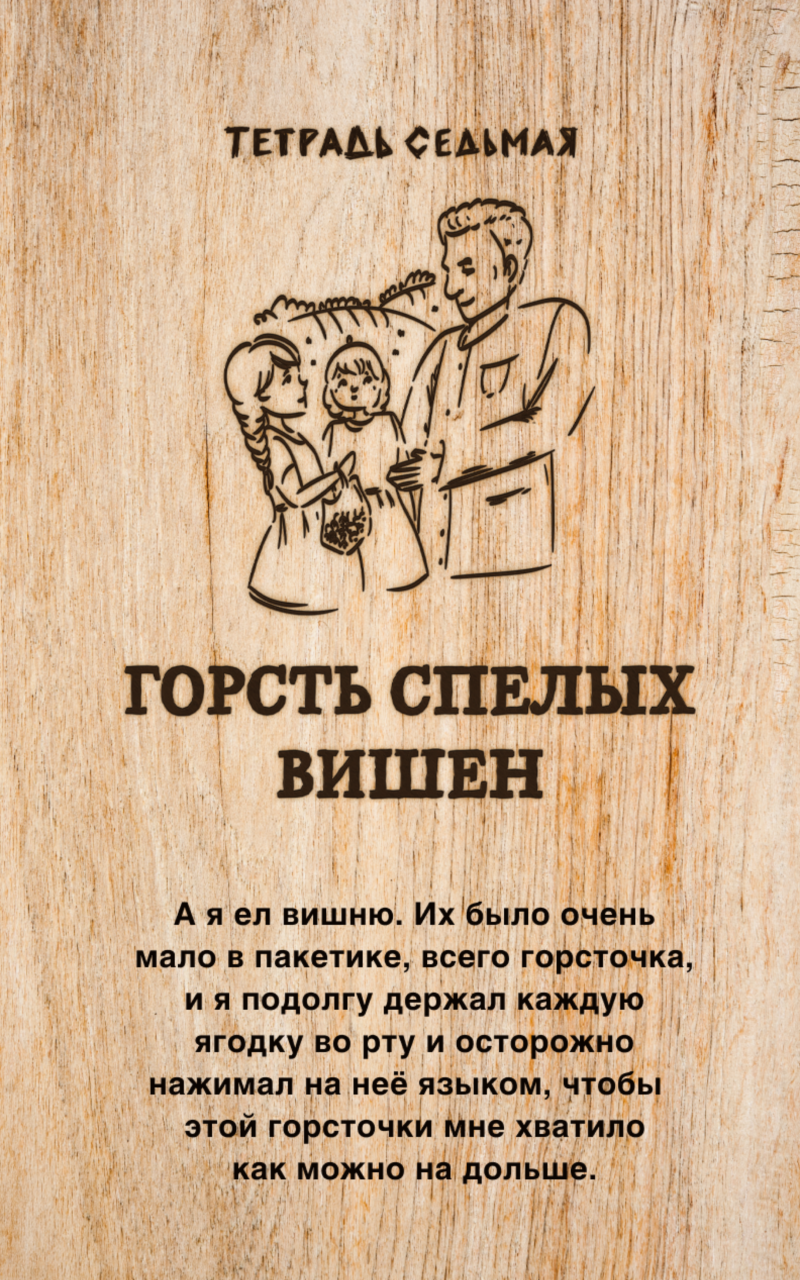 ТЕТРАДЬ СЕДЬМАЯ
ГОРСТЬ СПЕЛЫХ
ВИШЕН
А я ел вишню. Их было очень
мало в пакетике, всего горсточка,
и я подолгу держал каждую
ягодку во рту и осторожно
нажимал на неё языком, чтобы
этой горсточки мне хватило
как можно на дольше.